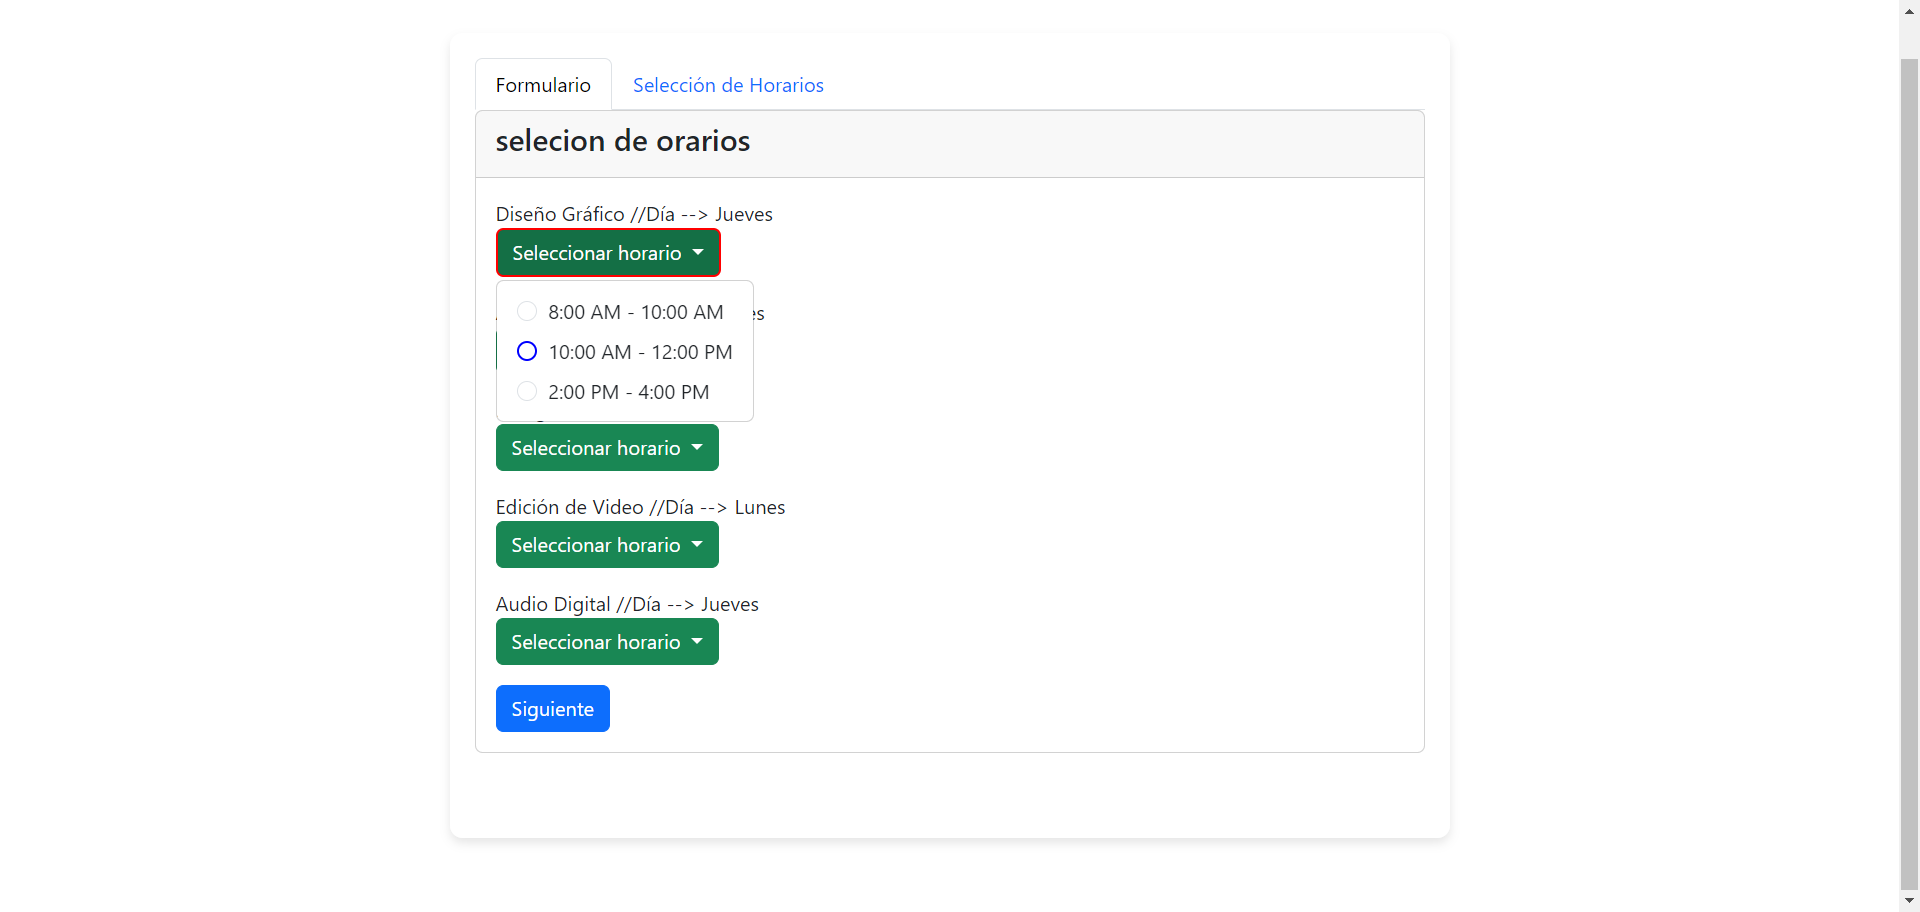 Formulario Selección de Horarios
selecion de orarios
Diseño Gráfico //Día --> Jueves
Seleccionar horario
8:00 AM - 10:00 AM
10:00 AM - 12:00 PM
2:00 PM - 4:00 PM
Seleccionar horario
Edición de Video //Día --> Lunes
Seleccionar horario
Audio Digital //Día --> Jueves
Seleccionar horario
Siguiente